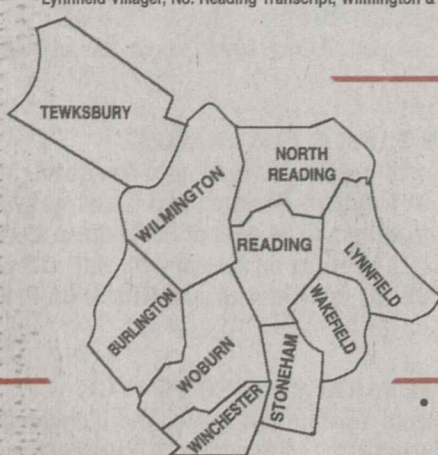 Lynnfield Villager, No. Reading Transcript, Wilmington &
TEWKSBURY
NORTH
READING
WILMINGTON
READING
LYNNFIELD
WAKEFIELD
BURLINGTON
WOBURN
STONEHAM
WINCHESTER